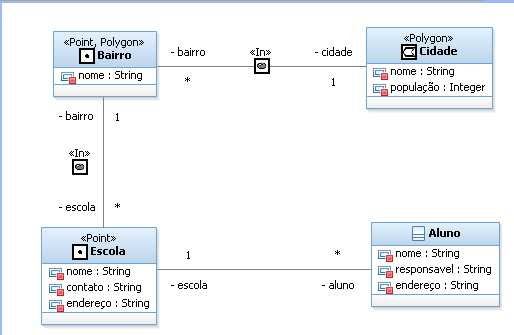 «Point, Polygon»
Bairro
nome : String
- bairro
«In»
- cidade
*
1
«Polygon»
Cidade
nome : String
população : Integer
- bairro
1
«In»
- escola
*
«Point»
Escola
nome : String
contato : String
endereço : String
1
*
- escola
- aluno
Aluno
nome : String
responsavel : String
endereço : String